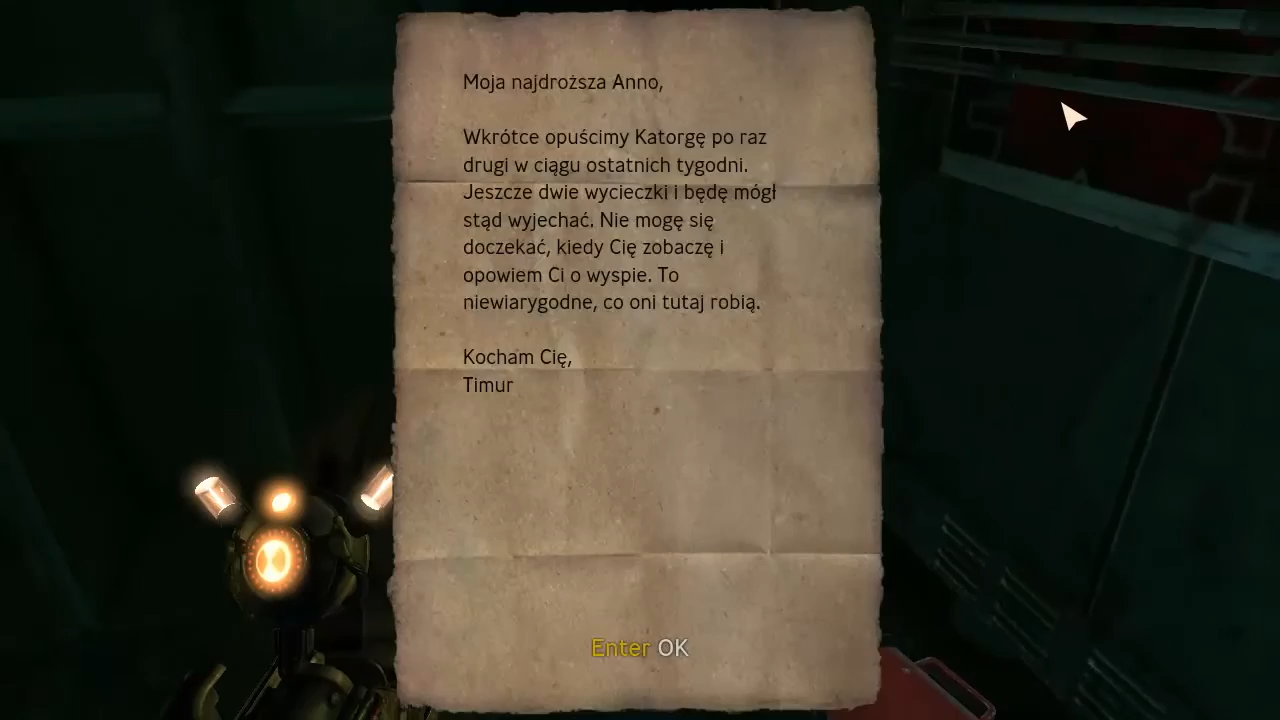 Moja najdroższa Anno,
Wkrótce opuścimy Katorgę po raz
drugi w ciągu ostatnich tygodni.
Jeszcze dwie wycieczki i będę mógł
stąd wyjechać. Nie mogę się
doczekać, kiedy Cię zobaczę i
opowiem Ci o wyspie. To
niewiarygodne, co oni tutaj robią.
Kocham Cię,
Timur
Enter OK